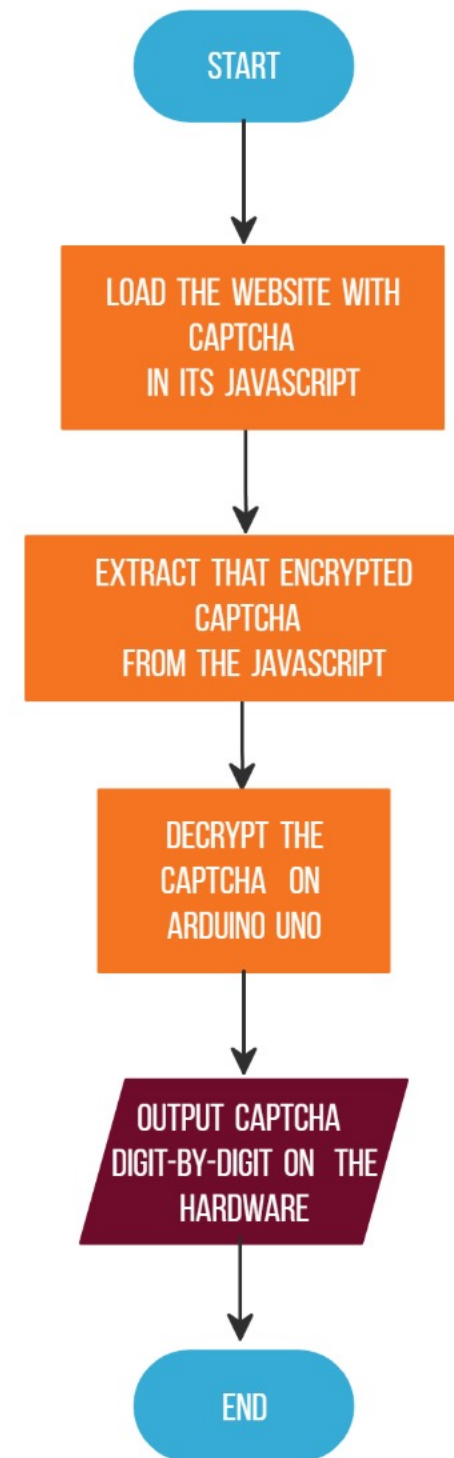 START
LOAD THE WEBSITE WITH
CAPTCHA
IN ITS JAVASCRIPT
EXTRACT THAT ENCRYPTED
CAPTCHA
FROM THE JAVASCRIPT
DECRYPT THE
CAPTCHA ON
ARDUINO UNO
OUTPUT CAPTCHA
DIGIT-BY-DIGIT ON THE
HARDWARE
END